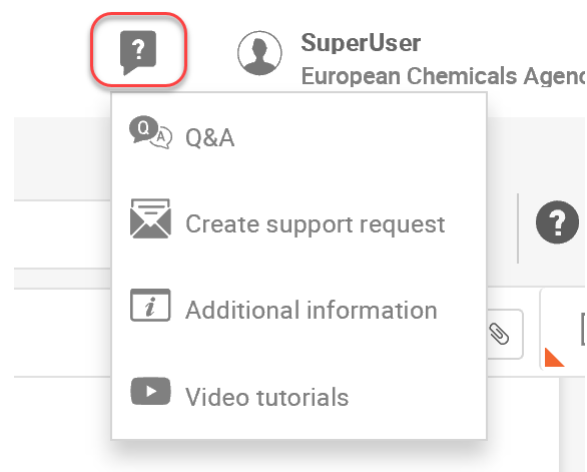 ?
SuperUser
European Chemicals Agenc
Q A Q&A
Create support request
?
i Additional information
Video tutorials